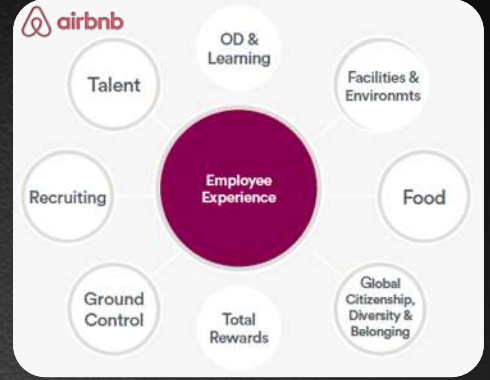 airbnb
OD &
Learning
Talent
Facilities &
Environmts
Employee
Experience
Recruiting
Food
Ground
Control
Total
Rewards
Global
Citizenship,
Diversity &
Belonging